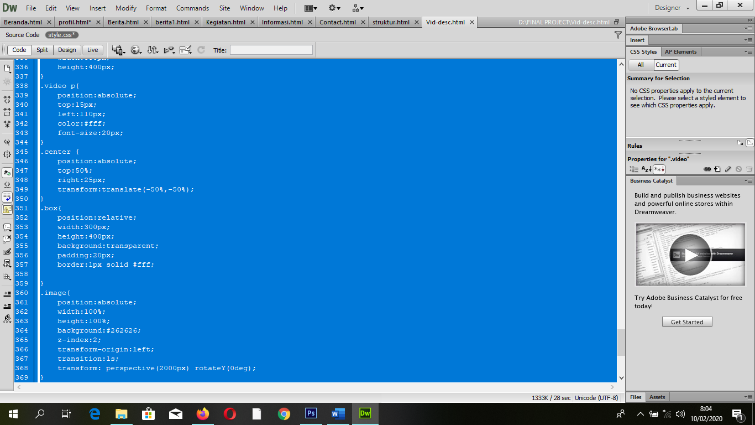 DW File Edit View Insert Modify Format Commands Site Window Help Designer
Beranda.html × profil.html* × Berita.html × berita1.html × Kegiatan.html × Informasi.html × Contact.html × struktur.html × Vid-desc.html × D:\FINAL PROJECT\Vid-desc.html
Source Code style.css*
Code Split Design Live Title:
336 height:400px;
337 }
338 .video p{
339 position:absolute;
340 top:15px;
341 left:110px;
342 color:#fff;
343 font-size:20px;
344 }
345 .center {
346 position:absolute;
347 top:50%;
348 right:25px;
349 transform:translate(-50%,-50%);
350 }
351 .box{
352 position:relative;
353 width:300px;
354 height:400px;
355 background:transparent;
356 padding:20px;
357 border:1px solid #fff;
358
359 }
360 .image{
361 position:absolute;
362 width:100%;
363 height:100%;
364 background:#262626;
365 z-index:2;
366 transform-origin:left;
367 transition:1s;
368 transform: perspective(2000px) rotateY(0deg);
369 }
1333K / 28 sec Unicode (UTF-8)
Adobe BrowserLab
Insert
CSS Styles AP Elements
All Current
Summary for Selection
No CSS properties apply to the current
selection. Please select a styled element to
see which CSS properties apply.
Rules
Properties for ".video"
Business Catalyst
Build and publish business websites
and powerful online stores within
Dreamweaver.
Try Adobe Business Catalyst for free
today!
Get Started
Files Assets
8:04
10/02/2020